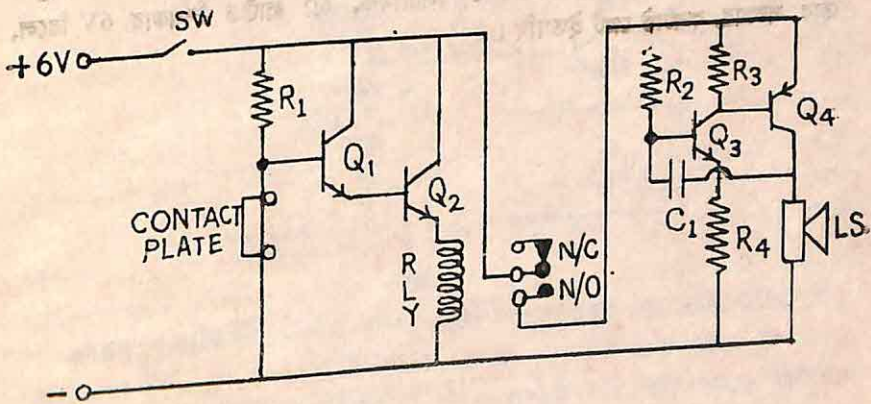 SW
+6V
R₁
Q₁
Q₂
CONTACT
PLATE
R
L
Y
N/C
N/O
R₂
R₃
Q₃
Q₄
C₁
R₄
LS
-